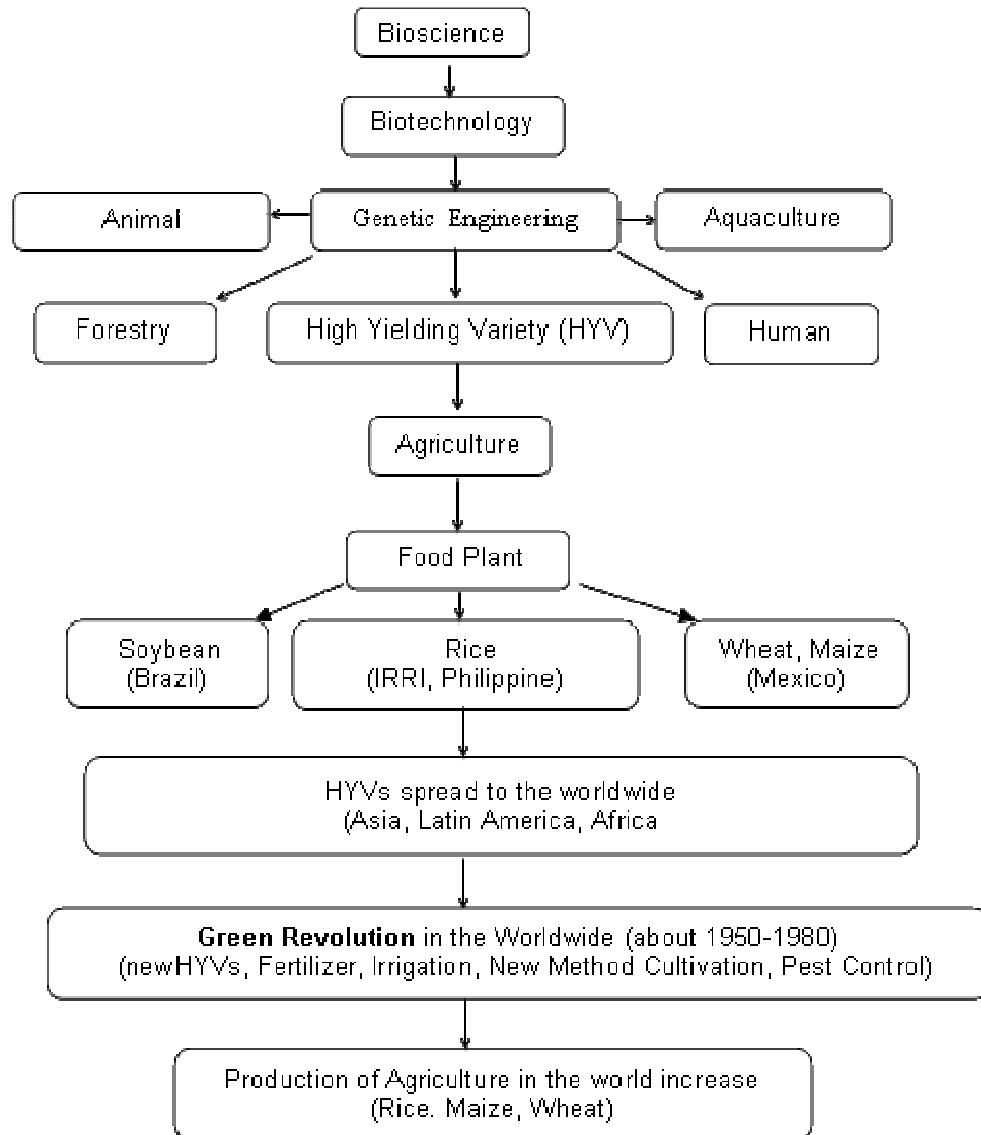 Bioscience
Biotechnology
Animal
Genetic Engineering
Aquaculture
Forestry
High Yielding Variety (HYV)
Human
Agriculture
Food Plant
Soybean
(Brazil)
Rice
(IRRI, Philippine)
Wheat, Maize
(Mexico)
HYVs spread to the worldwide
(Asia, Latin America, Africa
Green Revolution in the Worldwide (about 1950-1980)
(newHYVs, Fertilizer, Irrigation, New Method Cultivation, Pest Control)
Production of Agriculture in the world increase
(Rice. Maize, Wheat)